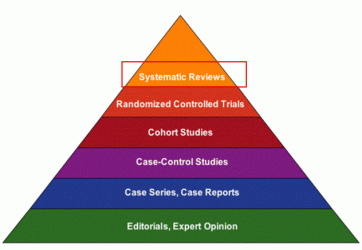 Systematic Reviews
Randomized Controlled Trials
Cohort Studies
Case-Control Studies
Case Series, Case Reports
Editorials, Expert Opinion